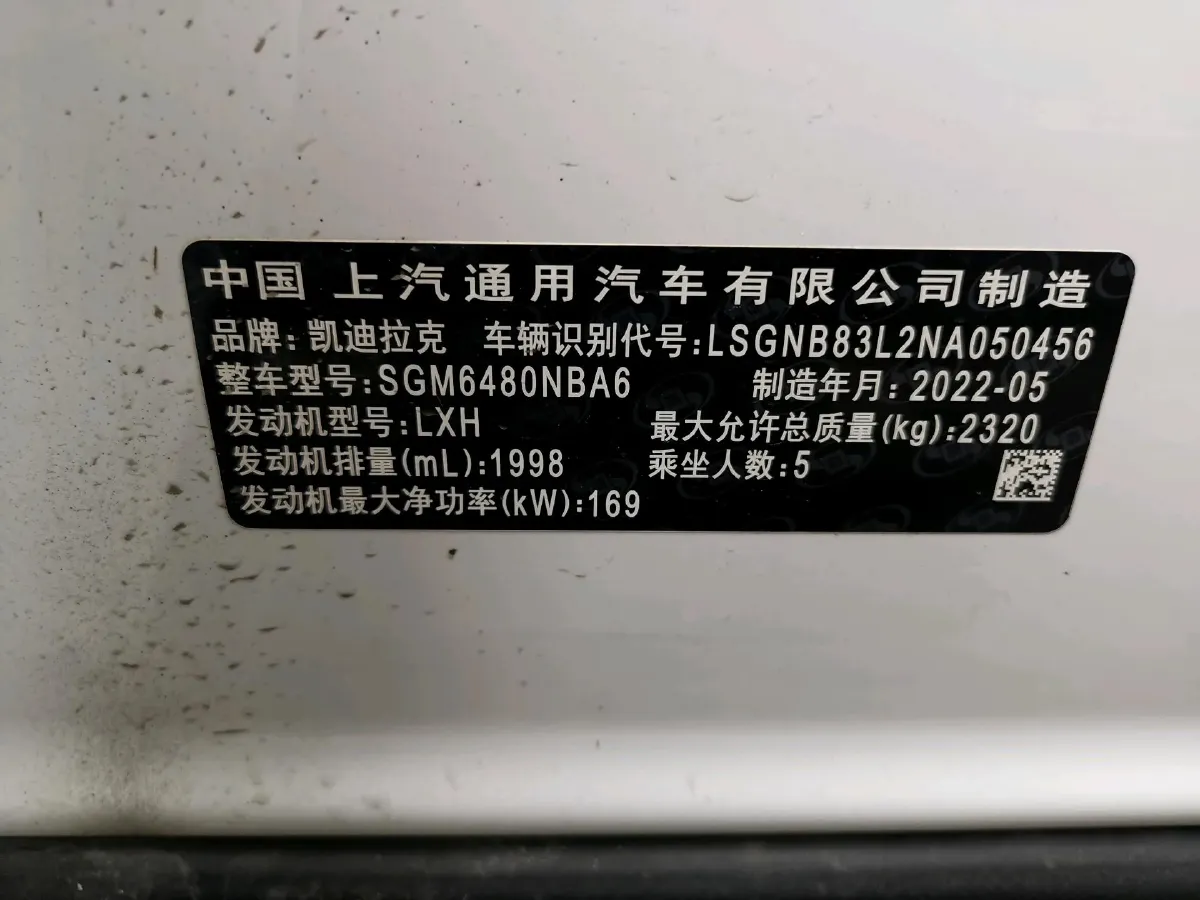 中国 上汽通用汽车有限公司制造
品牌:凯迪拉克 车辆识别代号:LSGNB83L2NA050456
整车型号:SGM6480NBA6 制造年月:2022-05
发动机型号:LXH 最大允许总质量(kg):2320
发动机排量(mL):1998 乘坐人数:5
发动机最大净功率(kW):169